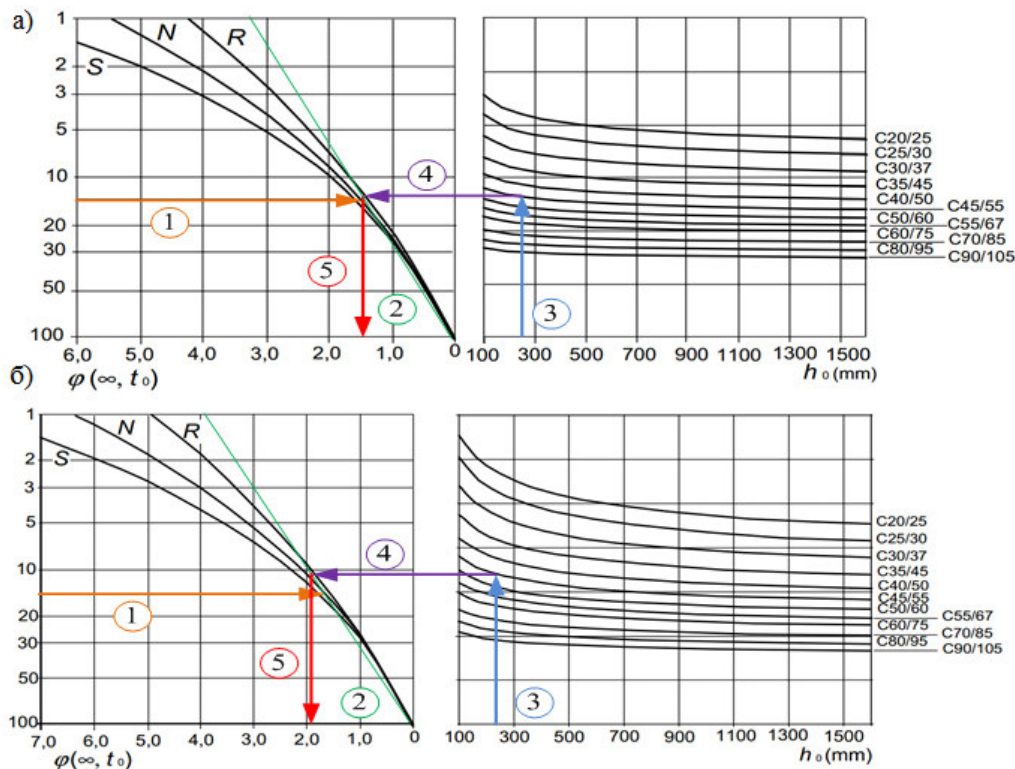 а)
1
2
3
5
10
20
30
50
100
S
N
R
1
2
3
4
5
6,0 5,0 4,0 3,0 2,0 1,0 0
φ (∞, t₀)
C20/25
C25/30
C30/37
C35/45
C40/50
C45/55
C50/60
C55/67
C60/75
C70/85
C80/95
C90/105
100 300 500 700 900 1100 1300 1500
h₀ (mm)
б)
1
2
3
5
10
20
30
50
100
S
N
R
1
2
3
4
5
7,0 6,0 5,0 4,0 3,0 2,0 1,0 0
φ (∞, t₀)
C20/25
C25/30
C30/37
C35/45
C40/50
C45/55
C50/60
C55/67
C60/75
C70/85
C80/95
C90/105
100 300 500 700 900 1100 1300 1500
h₀ (mm)